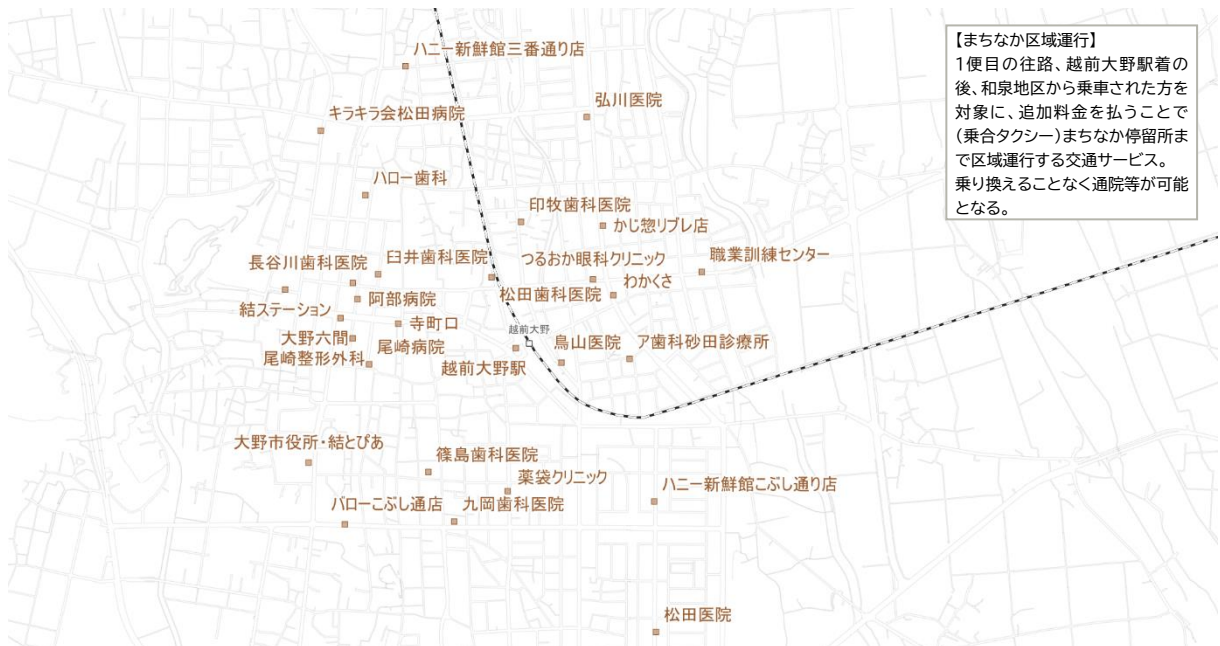 【まちなか区域運行】
1便目の往路、越前大野駅着の
後、和泉地区から乗車された方を
対象に、追加料金を払うことで
(乗合タクシー)まちなか停留所ま
で区域運行する交通サービス。
乗り換えることなく通院等が可能
となる。
ハニー新鮮館三番通り店
弘川医院
キラキラ会松田病院
ハロー歯科
印牧歯科医院
かじ惣リブレ店
長谷川歯科医院
臼井歯科医院
つるおか眼科クリニック
職業訓練センター
わかくさ
松田歯科医院
阿部病院
結ステーション
寺町口
越前大野
大野六間
尾崎病院
鳥山医院
ア歯科砂田診療所
尾崎整形外科
越前大野駅
大野市役所・結とぴあ
篠島歯科医院
薬袋クリニック
ハニー新鮮館こぶし通り店
バローこぶし通店
九岡歯科医院
松田医院